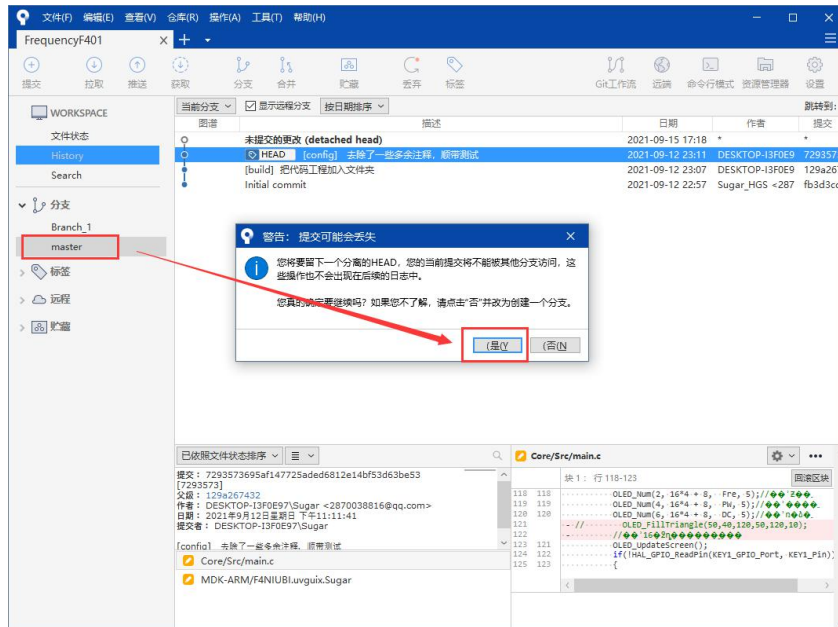 文件(F) 编辑(E) 查看(V) 仓库(R) 操作(A) 工具(T) 帮助(H)
FrequencyF401
提交 拉取 推送 获取 分支 合并 贮藏 丢弃 标签 Git工作流 远端 命令行模式 资源管理器 设置
WORKSPACE
文件状态
History
Search
分支
Branch_1
master
标签
远程
贮藏
当前分支 显示远程分支 按日期排序 跳转到:
图谱 描述 日期 作者 提交
未提交的更改 (detached head) 2021-09-15 17:18 * *
HEAD [config] 去除了一些多余注释，顺带测试 2021-09-12 23:11 DESKTOP-I3F0E9 729357
[build] 把代码工程加入文件夹 2021-09-12 23:07 DESKTOP-I3F0E9 129a26
Initial commit 2021-09-12 22:57 Sugar_HGS <287 fb3d3cc
警告： 提交可能会丢失
您将要留下一个分离的HEAD，您的当前提交将不能被其他分支访问，这
些操作也不会出现在后续的日志中。
您真的确定要继续吗？如果您不了解，请点击“否”并改为创建一个分支。
(是(Y (否(N
已依照文件状态排序
提交： 7293573695af147725aded6812e14bf53d63be53
[7293573]
父级： 129a267432
作者： DESKTOP-I3F0E97\Sugar <2870038816@qq.com>
日期： 2021年9月12日星期日 下午11:11:41
提交者： DESKTOP-I3F0E97\Sugar
[config] 去除了一些多余注释，顺带测试
Core/Src/main.c
MDK-ARM/F4NIUBI.uvguix.Sugar
Core/Src/main.c
块 1： 行 118-123 回滚区块
118 118 OLED_Num(2, 16*4 + 8, Fre, 5);//
119 119 OLED_Num(4, 16*4 + 8, PW, 5);//
120 120 OLED_Num(6, 16*4 + 8, DC, 5);//
121 - // OLED_FillTriangle(50,40,120,50,120,10);
122 - //
123 121 OLED_UpdateScreen();
124 122 if(!HAL_GPIO_ReadPin(KEY1_GPIO_Port, KEY1_Pin))
125 123 {